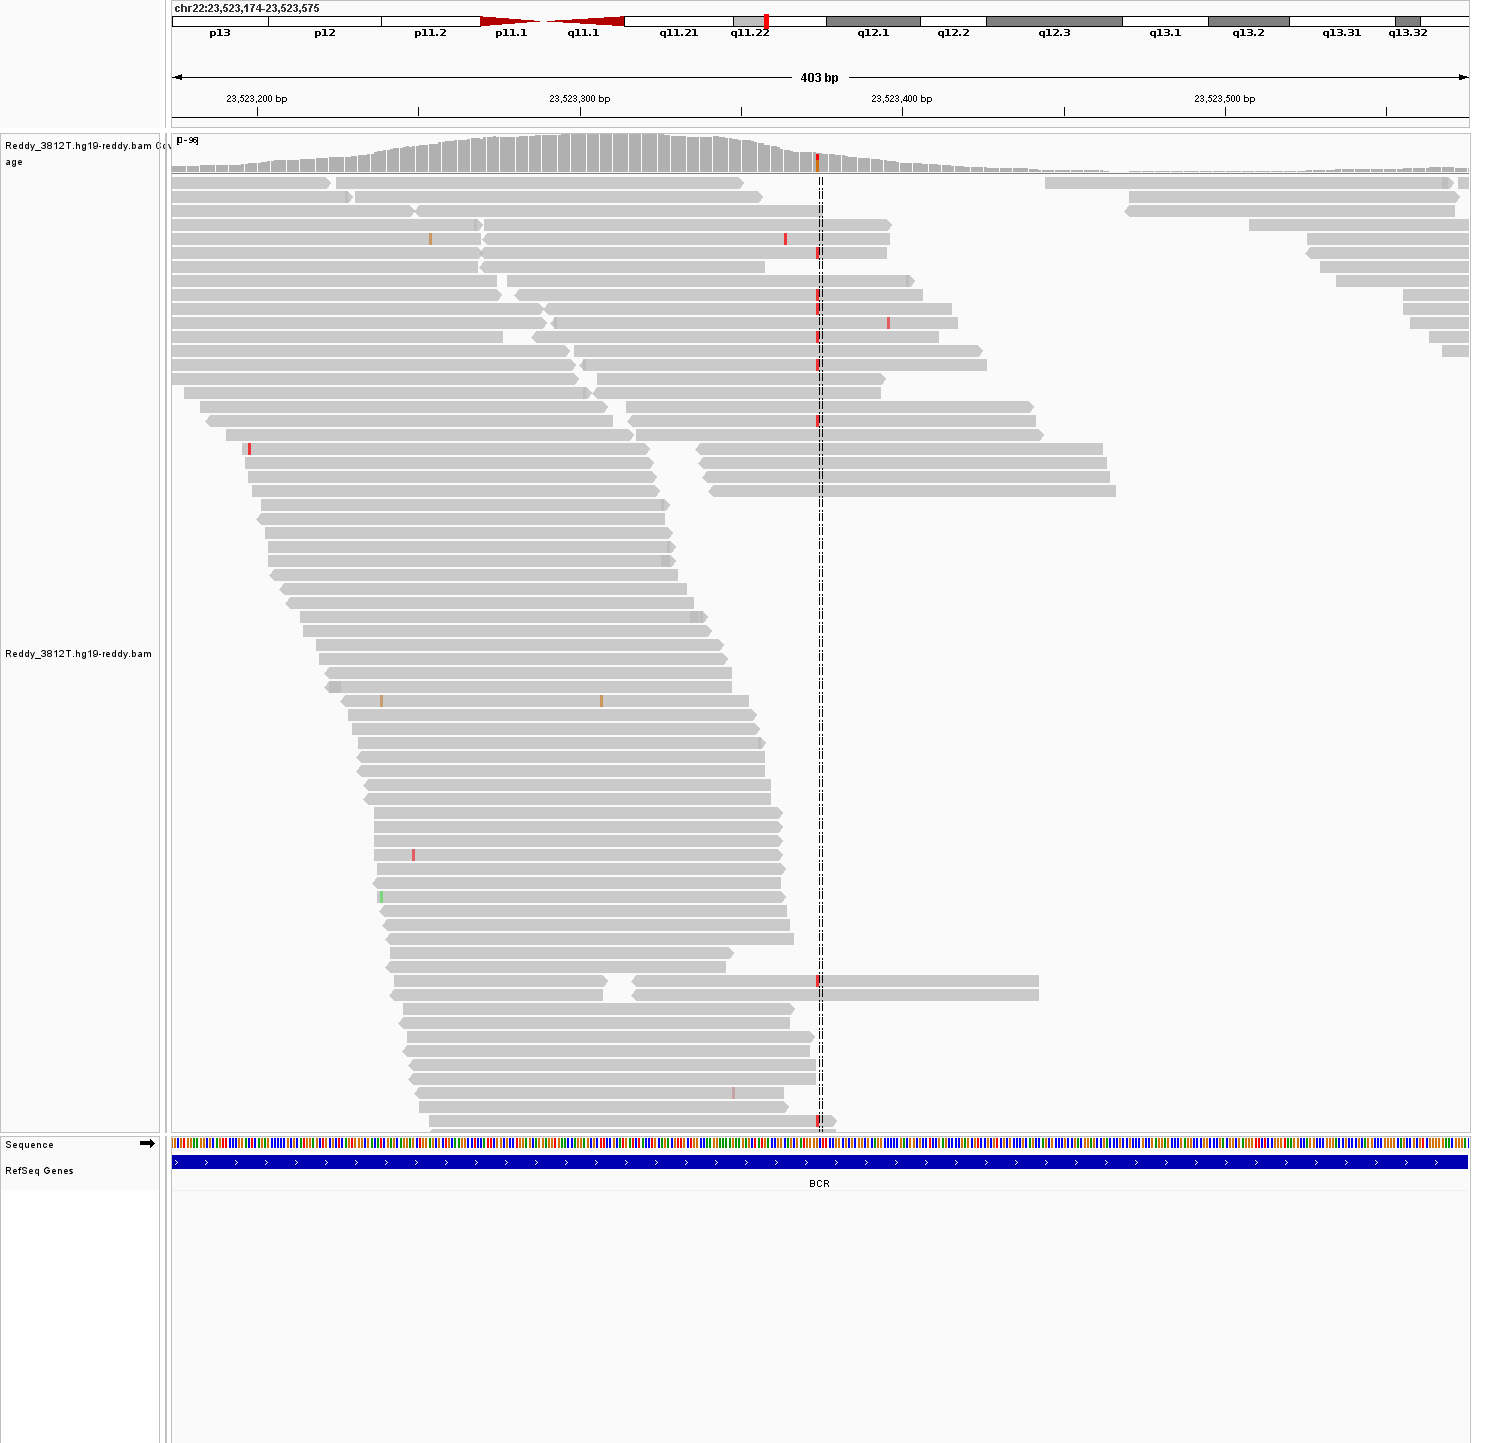 chr22:23,523,174-23,523,575
p13 p12 p11.2 p11.1 q11.1 q11.21 q11.22 q12.1 q12.2 q12.3 q13.1 q13.2 q13.31 q13.32
403 bp
23,523,200 bp 23,523,300 bp 23,523,400 bp 23,523,500 bp
[0-96]
Reddy_3812T.hg19-reddy.bam Cov
age
Reddy_3812T.hg19-reddy.bam
Sequence
RefSeq Genes
BCR